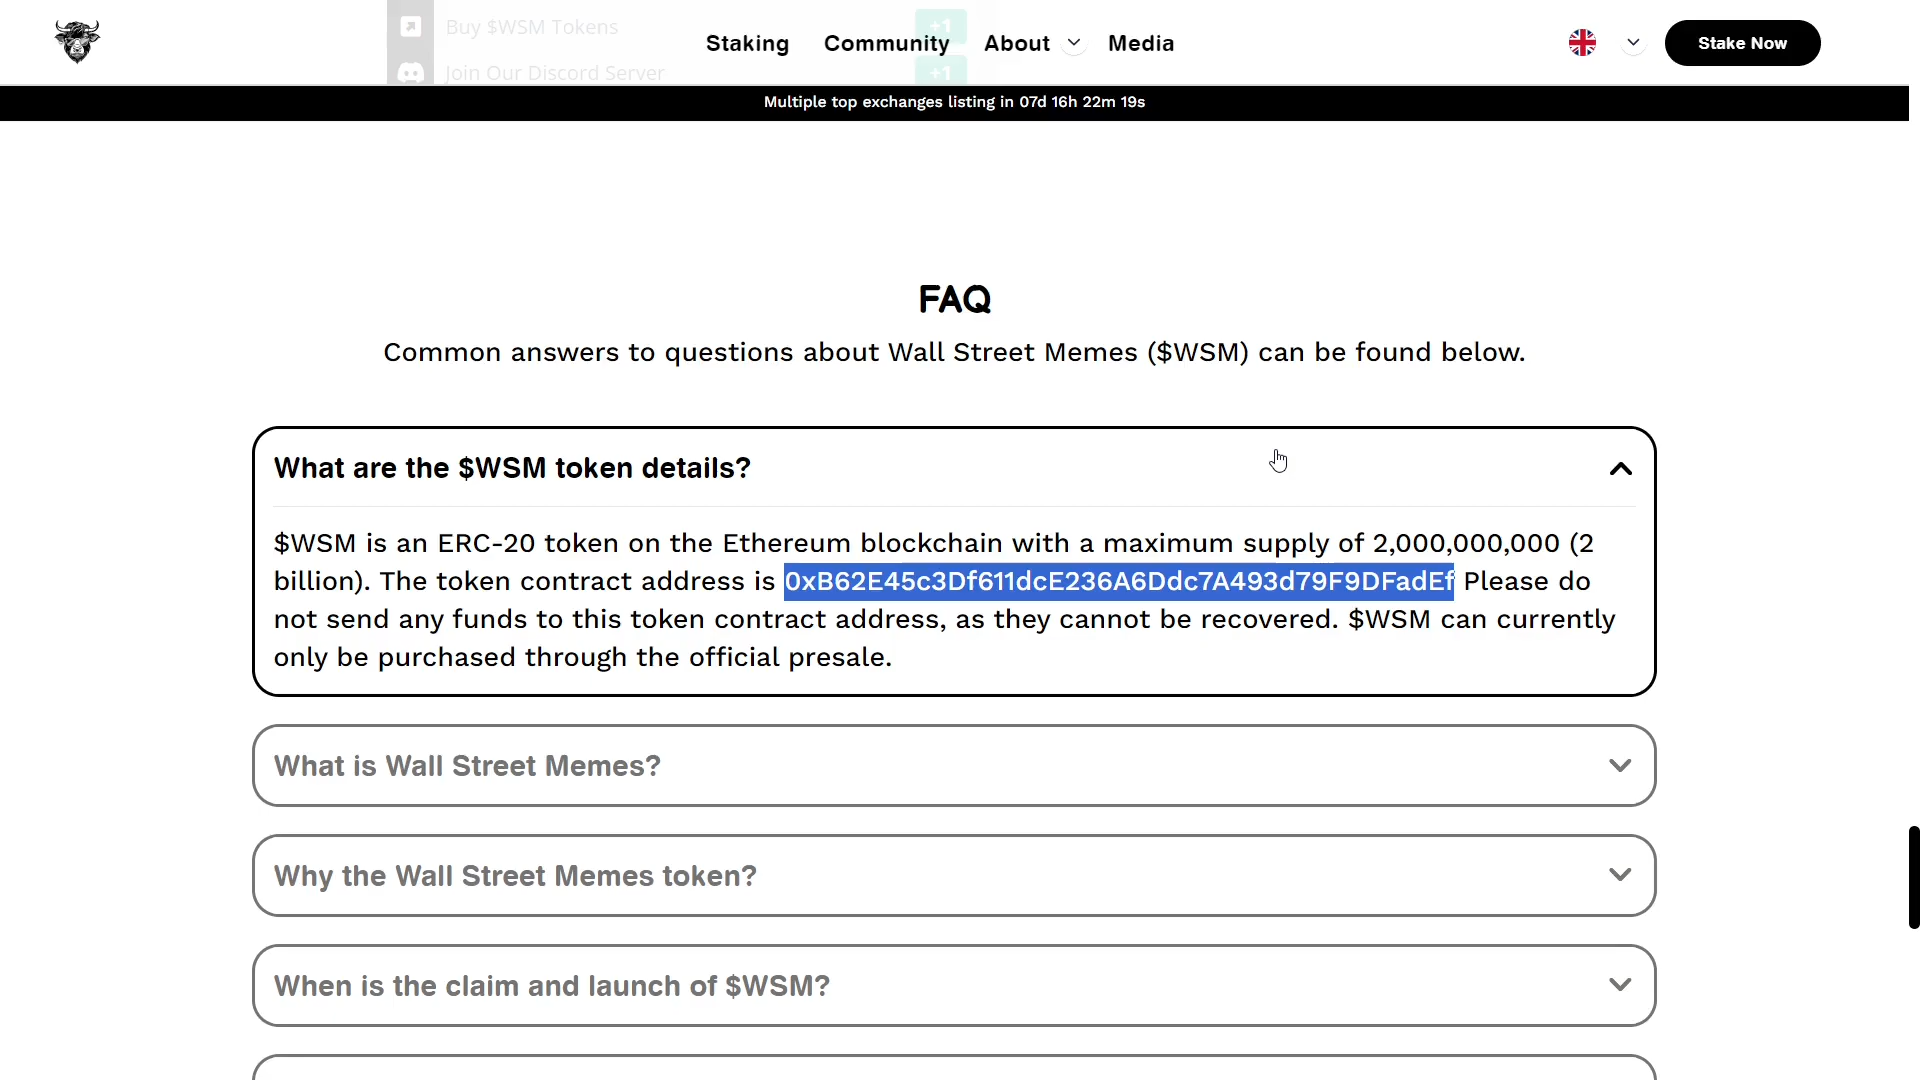 Buy $WSM Tokens
+1
Join Our Discord Server
+1
Staking Community About Media
Stake Now
Multiple top exchanges listing in 07d 16h 22m 19s
FAQ
Common answers to questions about Wall Street Memes ($WSM) can be found below.
What are the $WSM token details?
$WSM is an ERC-20 token on the Ethereum blockchain with a maximum supply of 2,000,000,000 (2
billion). The token contract address is 0xB62E45c3Df611dcE236A6Ddc7A493d79F9DFadEf Please do
not send any funds to this token contract address, as they cannot be recovered. $WSM can currently
only be purchased through the official presale.
What is Wall Street Memes?
Why the Wall Street Memes token?
When is the claim and launch of $WSM?